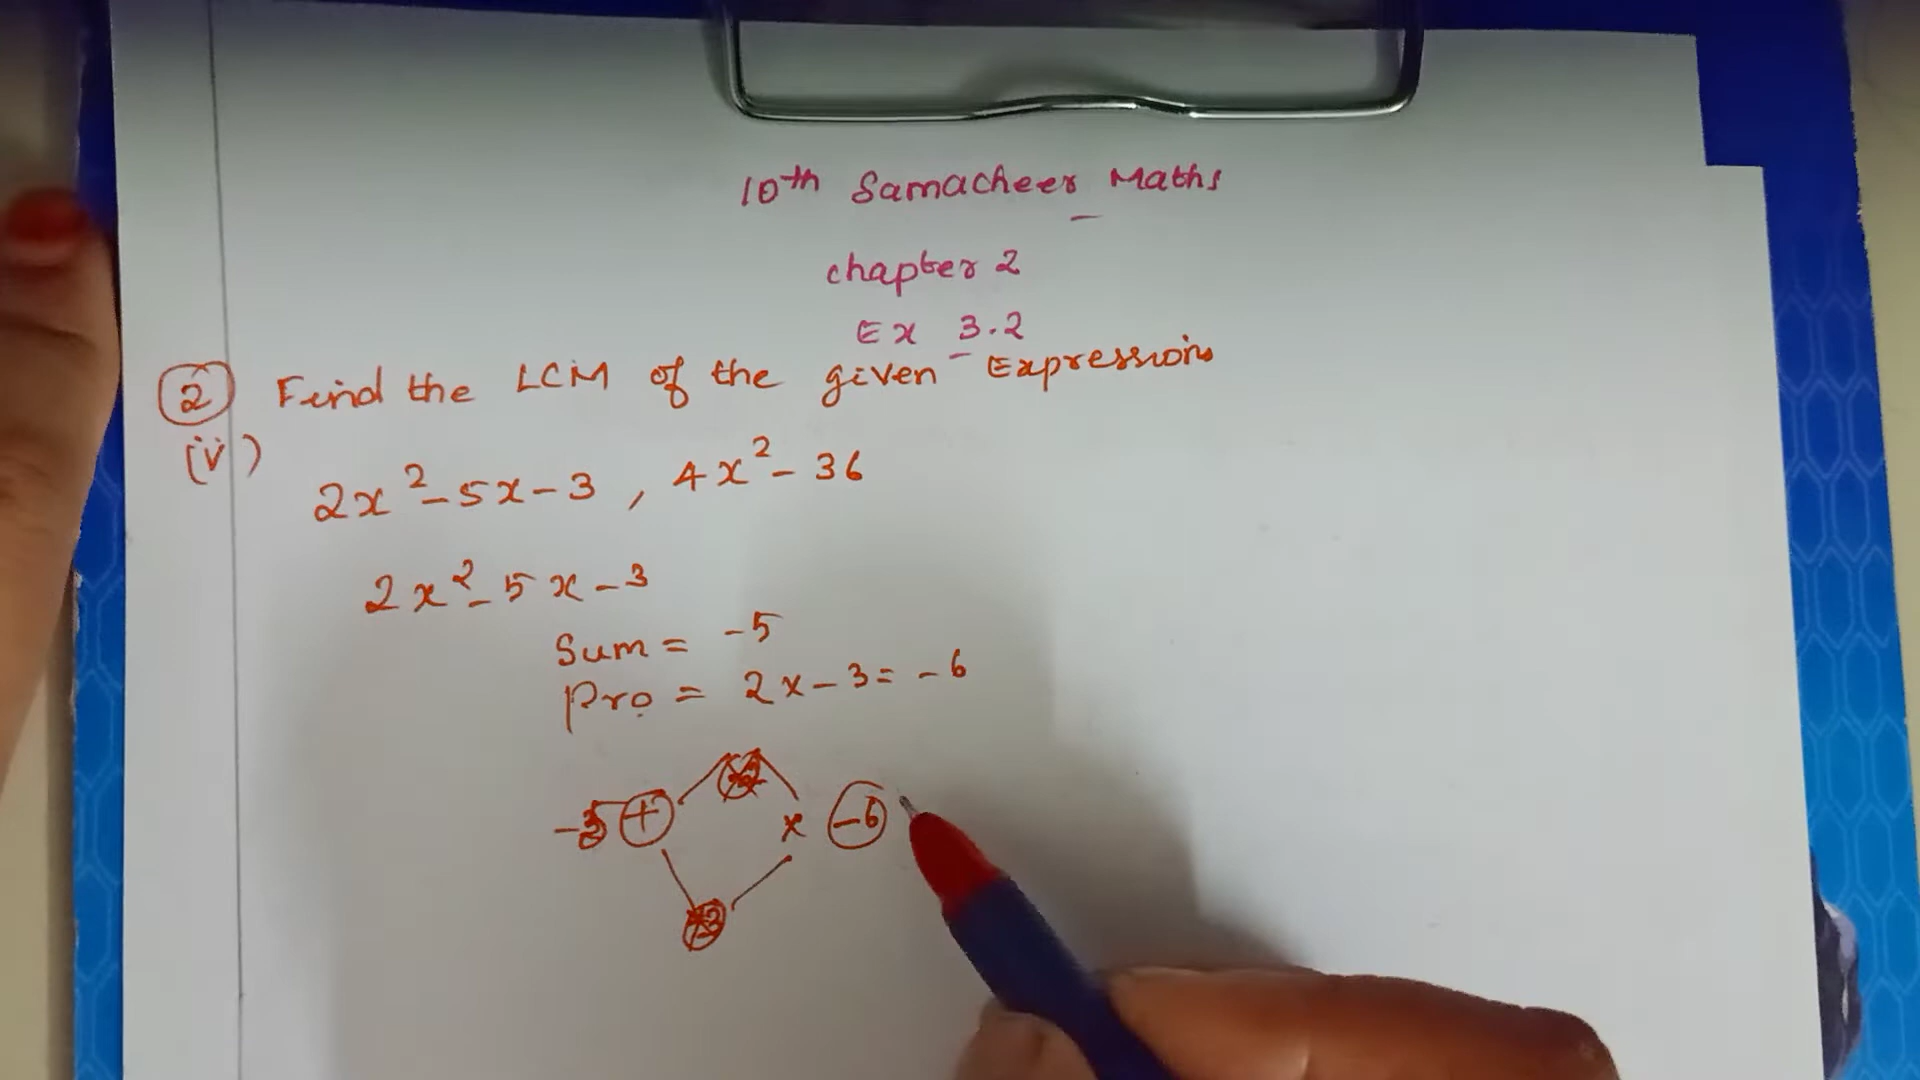 10th Samacheer Maths
chapter 2
Ex 3.2
2 Find the LCM of the given Expressions
(v)
2x²-5x-3 , 4x²-36
2x²-5x-3
Sum = -5
Pro = 2x-3= -6
+ x -6